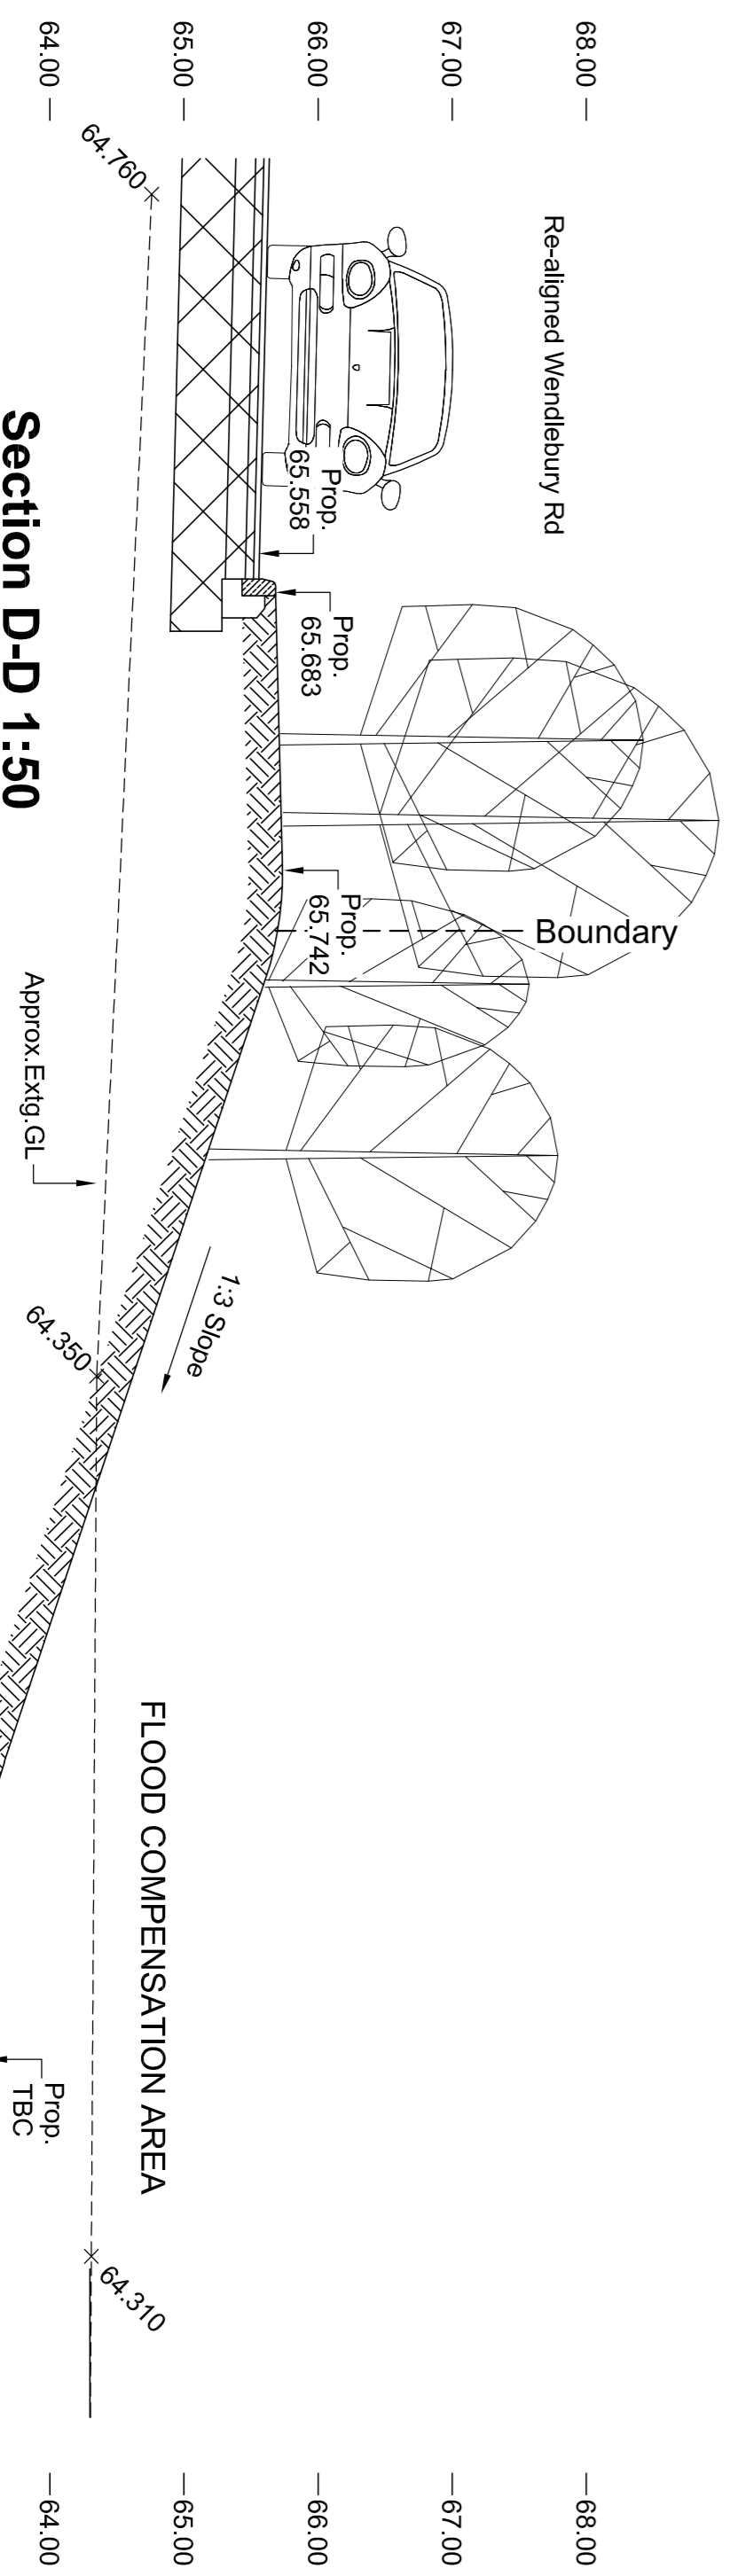 Re-aligned Wendlebury Rd
68.00
67.00
66.00
65.00
64.00
Prop.
65.558
Prop.
65.683
Prop.
65.742
Boundary
64.760
Approx.Extg.GL
64.350
1:3 Slope
FLOOD COMPENSATION AREA
Prop.
TBC
64.310
68.00
67.00
66.00
65.00
64.00
Section D-D 1:50